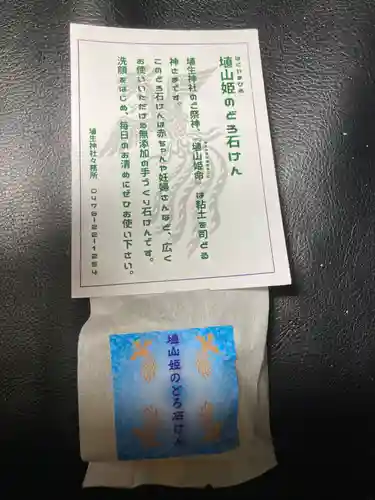 はにやまひめ
埴山姫のどろ石けん
埴生神社のご祭神、埴山姫命は粘土を司どる
神さまです。
このどろ石けんは赤ちゃんや妊婦さんなど、広く
お使いいただける無添加の手づくり石けんです。
洗顔をはじめ、毎日のお清めにぜひお使い下さい。
埴生神社々務所
埴山姫のどろ石けん